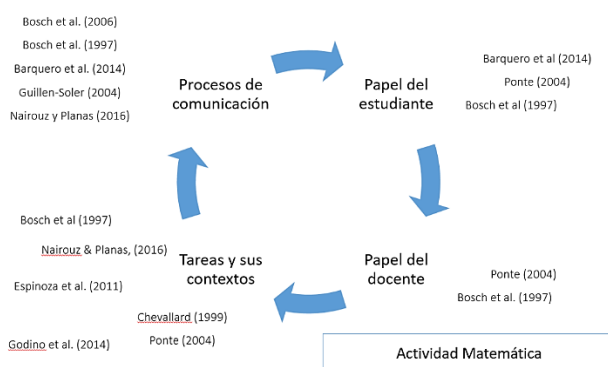 Bosch et al. (2006)
Bosch et al. (1997)
Barquero et al. (2014)
Guillen-Soler (2004)
Nairouz y Planas (2016)
Procesos de
comunicación
Papel del
estudiante
Barquero et al (2014)
Ponte (2004)
Bosch et al (1997)
Bosch et al (1997)
Nairouz & Planas, (2016)
Espinoza et al. (2011)
Tareas y sus
contextos
Chevallard (1999)
Ponte (2004)
Godino et al. (2014)
Papel del
docente
Ponte (2004)
Bosch et al. (1997)
Actividad Matemática